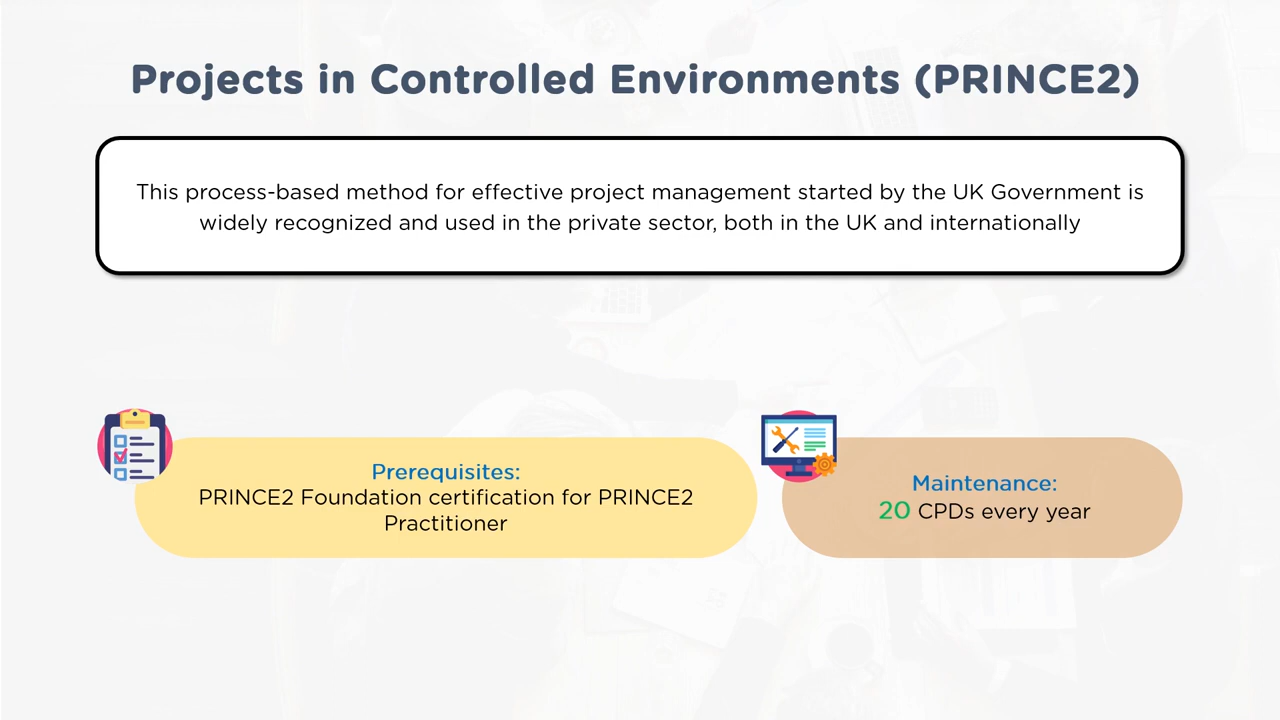 Projects in Controlled Environments (PRINCE2)
This process-based method for effective project management started by the UK Government is
widely recognized and used in the private sector, both in the UK and internationally
Prerequisites:
PRINCE2 Foundation certification for PRINCE2
Practitioner
Maintenance:
20 CPDs every year